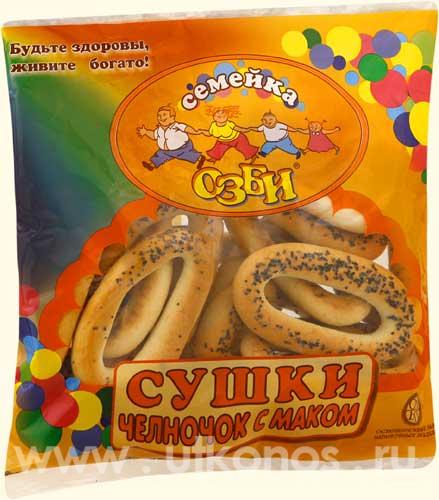 Будьте здоровы,
живите богато!
семейка
ОЗБИ®
СУШКИ
ЧЕЛНОЧОК С МАКОМ
www.utkonos.ru